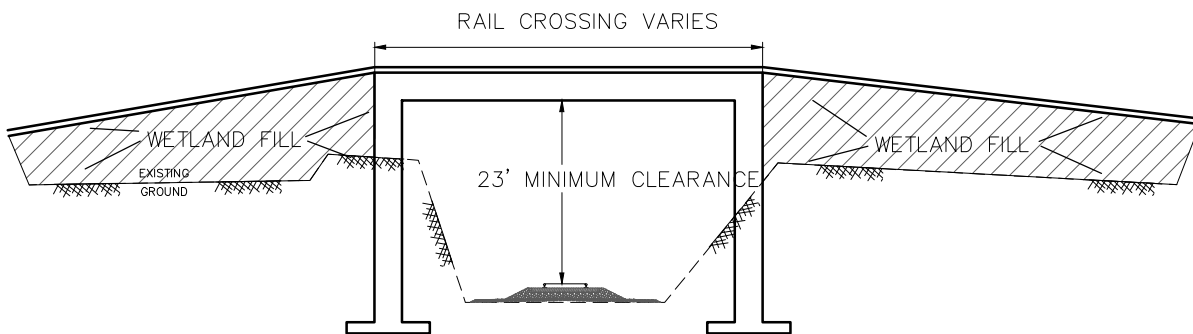 RAIL CROSSING VARIES
WETLAND FILL
WETLAND FILL
EXISTING
GROUND
23' MINIMUM CLEARANCE